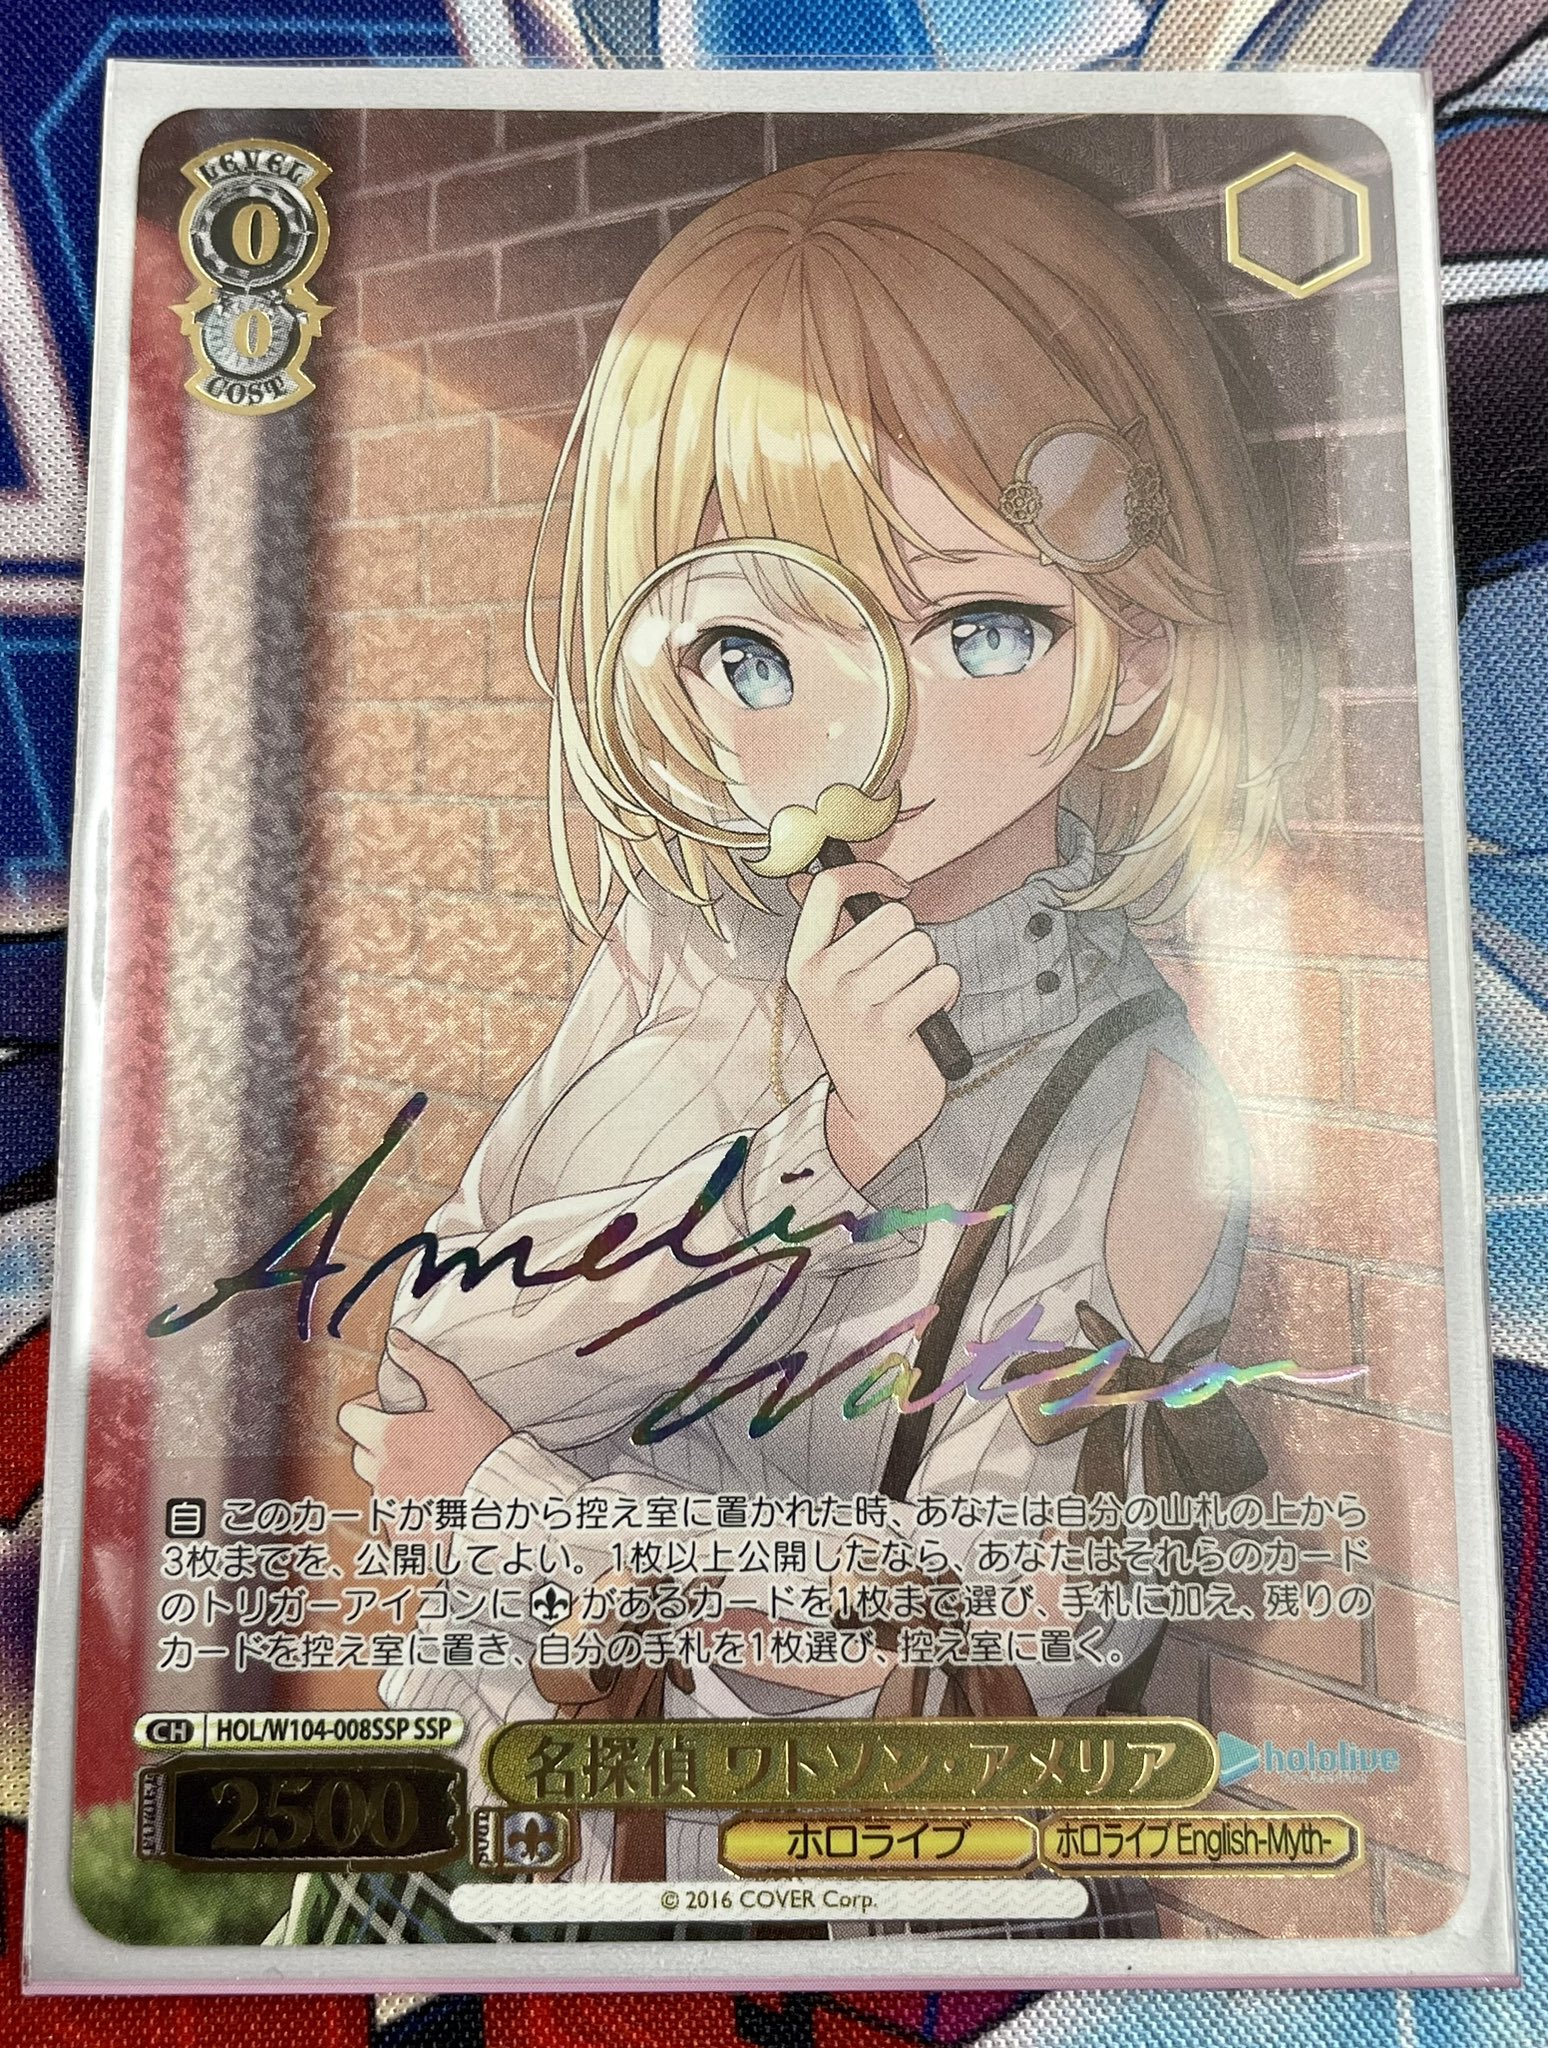 LEVEL
0
0
COST
Amelia
Watson
自 このカードが舞台から控え室に置かれた時、あなたは自分の山札の上から
3枚までを、公開してよい。1枚以上公開したなら、あなたはそれらのカード
のトリガーアイコンに があるカードを1枚まで選び、手札に加え、残りの
カードを控え室に置き、自分の手札を1枚選び、控え室に置く。
CH HOL/W104-008SSP SSP
名探偵 ワトソン・アメリア
hololive
2500
ホロライブ
ホロライブEnglish-Myth-
© 2016 COVER Corp.